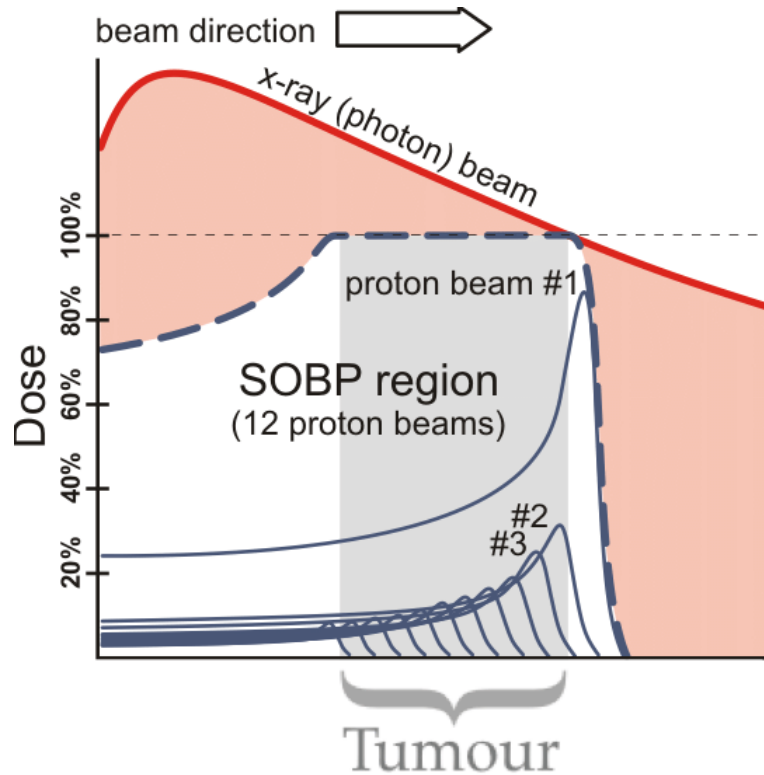 beam direction
x-ray (photon) beam
100%
80%
60%
40%
20%
Dose
proton beam #1
SOBP region
(12 proton beams)
#2
#3
Tumour